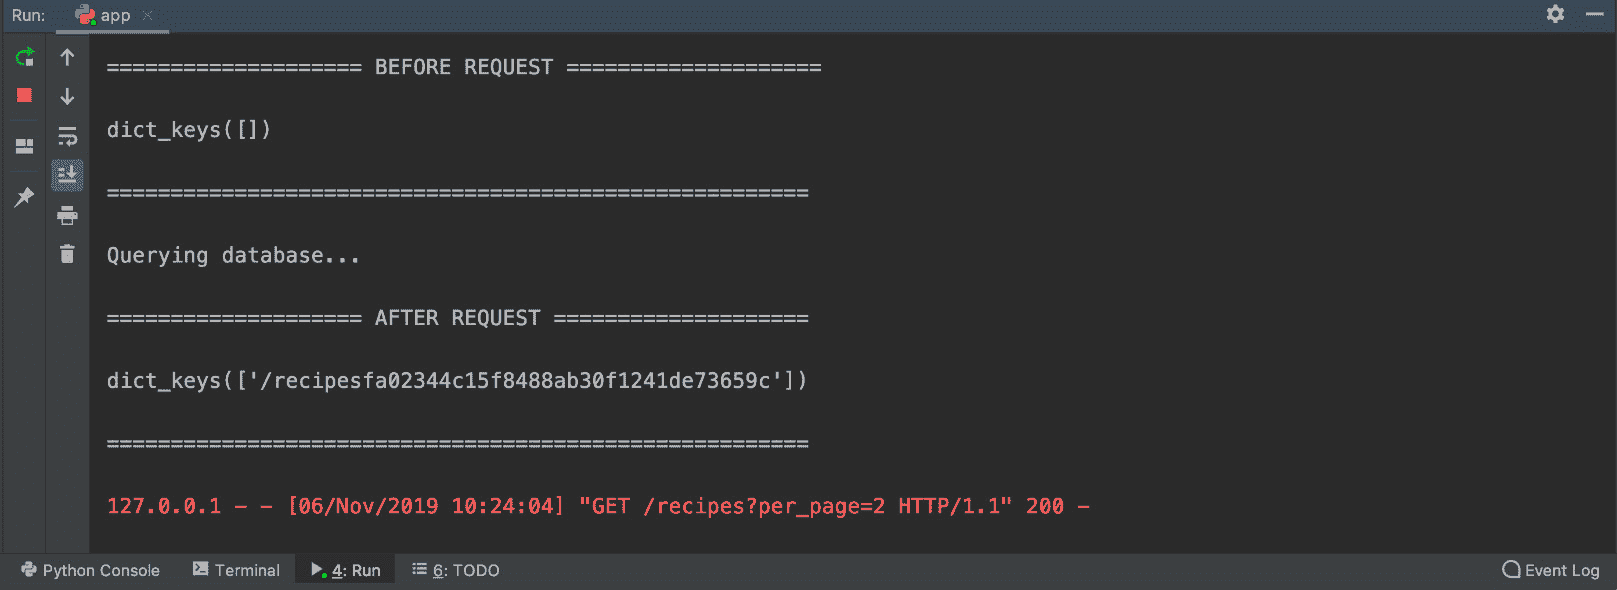 Run: app
==================== BEFORE REQUEST ====================
dict_keys([])
=======================================================
Querying database...
==================== AFTER REQUEST ====================
dict_keys(['/recipesfa02344c15f8488ab30f1241de73659c'])
=======================================================
127.0.0.1 - - [06/Nov/2019 10:24:04] "GET /recipes?per_page=2 HTTP/1.1" 200 -
Python Console Terminal 4: Run 6: TODO Event Log